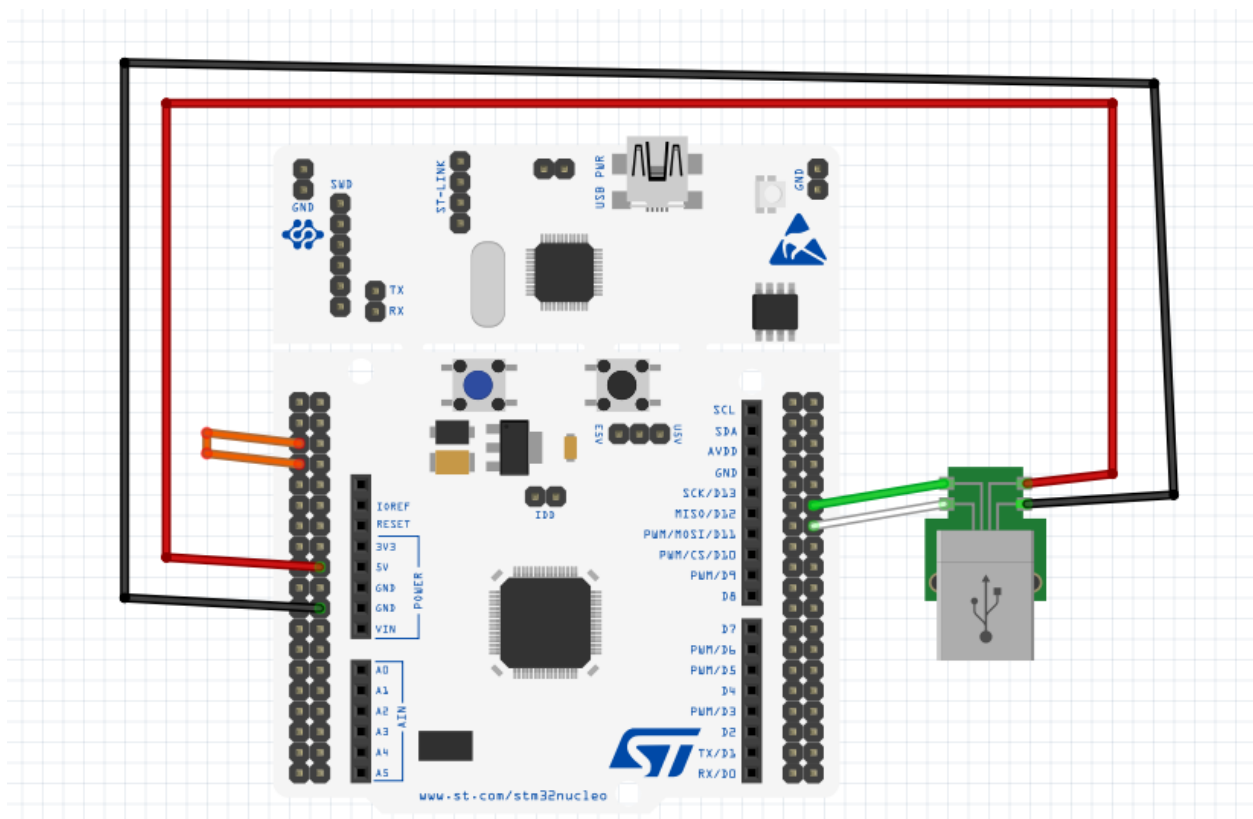 ST-LINK
USB PWR
GND
SWD
GND
TX
RX
E5V
U5V
IDD
IOREF
RESET
3V3
5V
GND
GND
VIN
POWER
A0
A1
A2
A3
A4
A5
AIN
SCL
SDA
AVDD
GND
SCK/D13
MISO/D12
PWM/MOSI/D11
PWM/CS/D10
PWM/D9
D8
D7
PWM/D6
PWM/D5
D4
PWM/D3
D2
TX/D1
RX/D0
ST
www.st.com/stm32nucleo